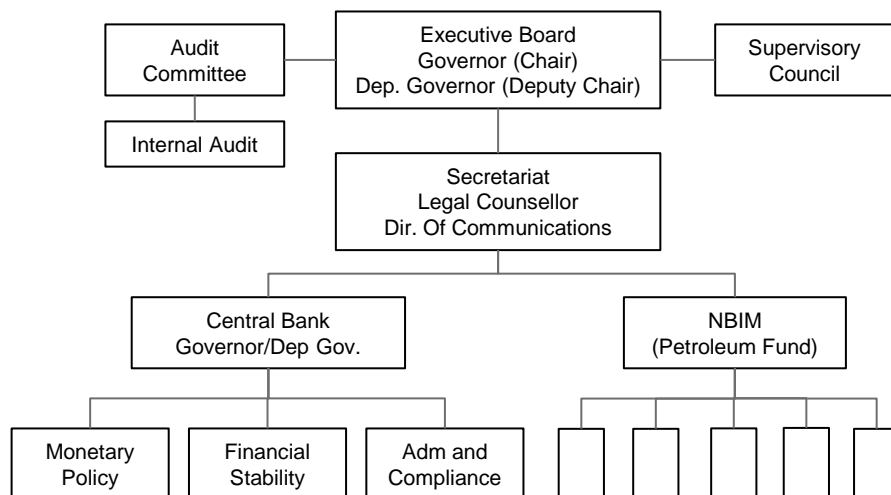 Audit
Committee
Executive Board
Governor (Chair)
Dep. Governor (Deputy Chair)
Supervisory
Council
Internal Audit
Secretariat
Legal Counsellor
Dir. Of Communications
Central Bank
Governor/Dep Gov.
NBIM
(Petroleum Fund)
Monetary
Policy
Financial
Stability
Adm and
Compliance